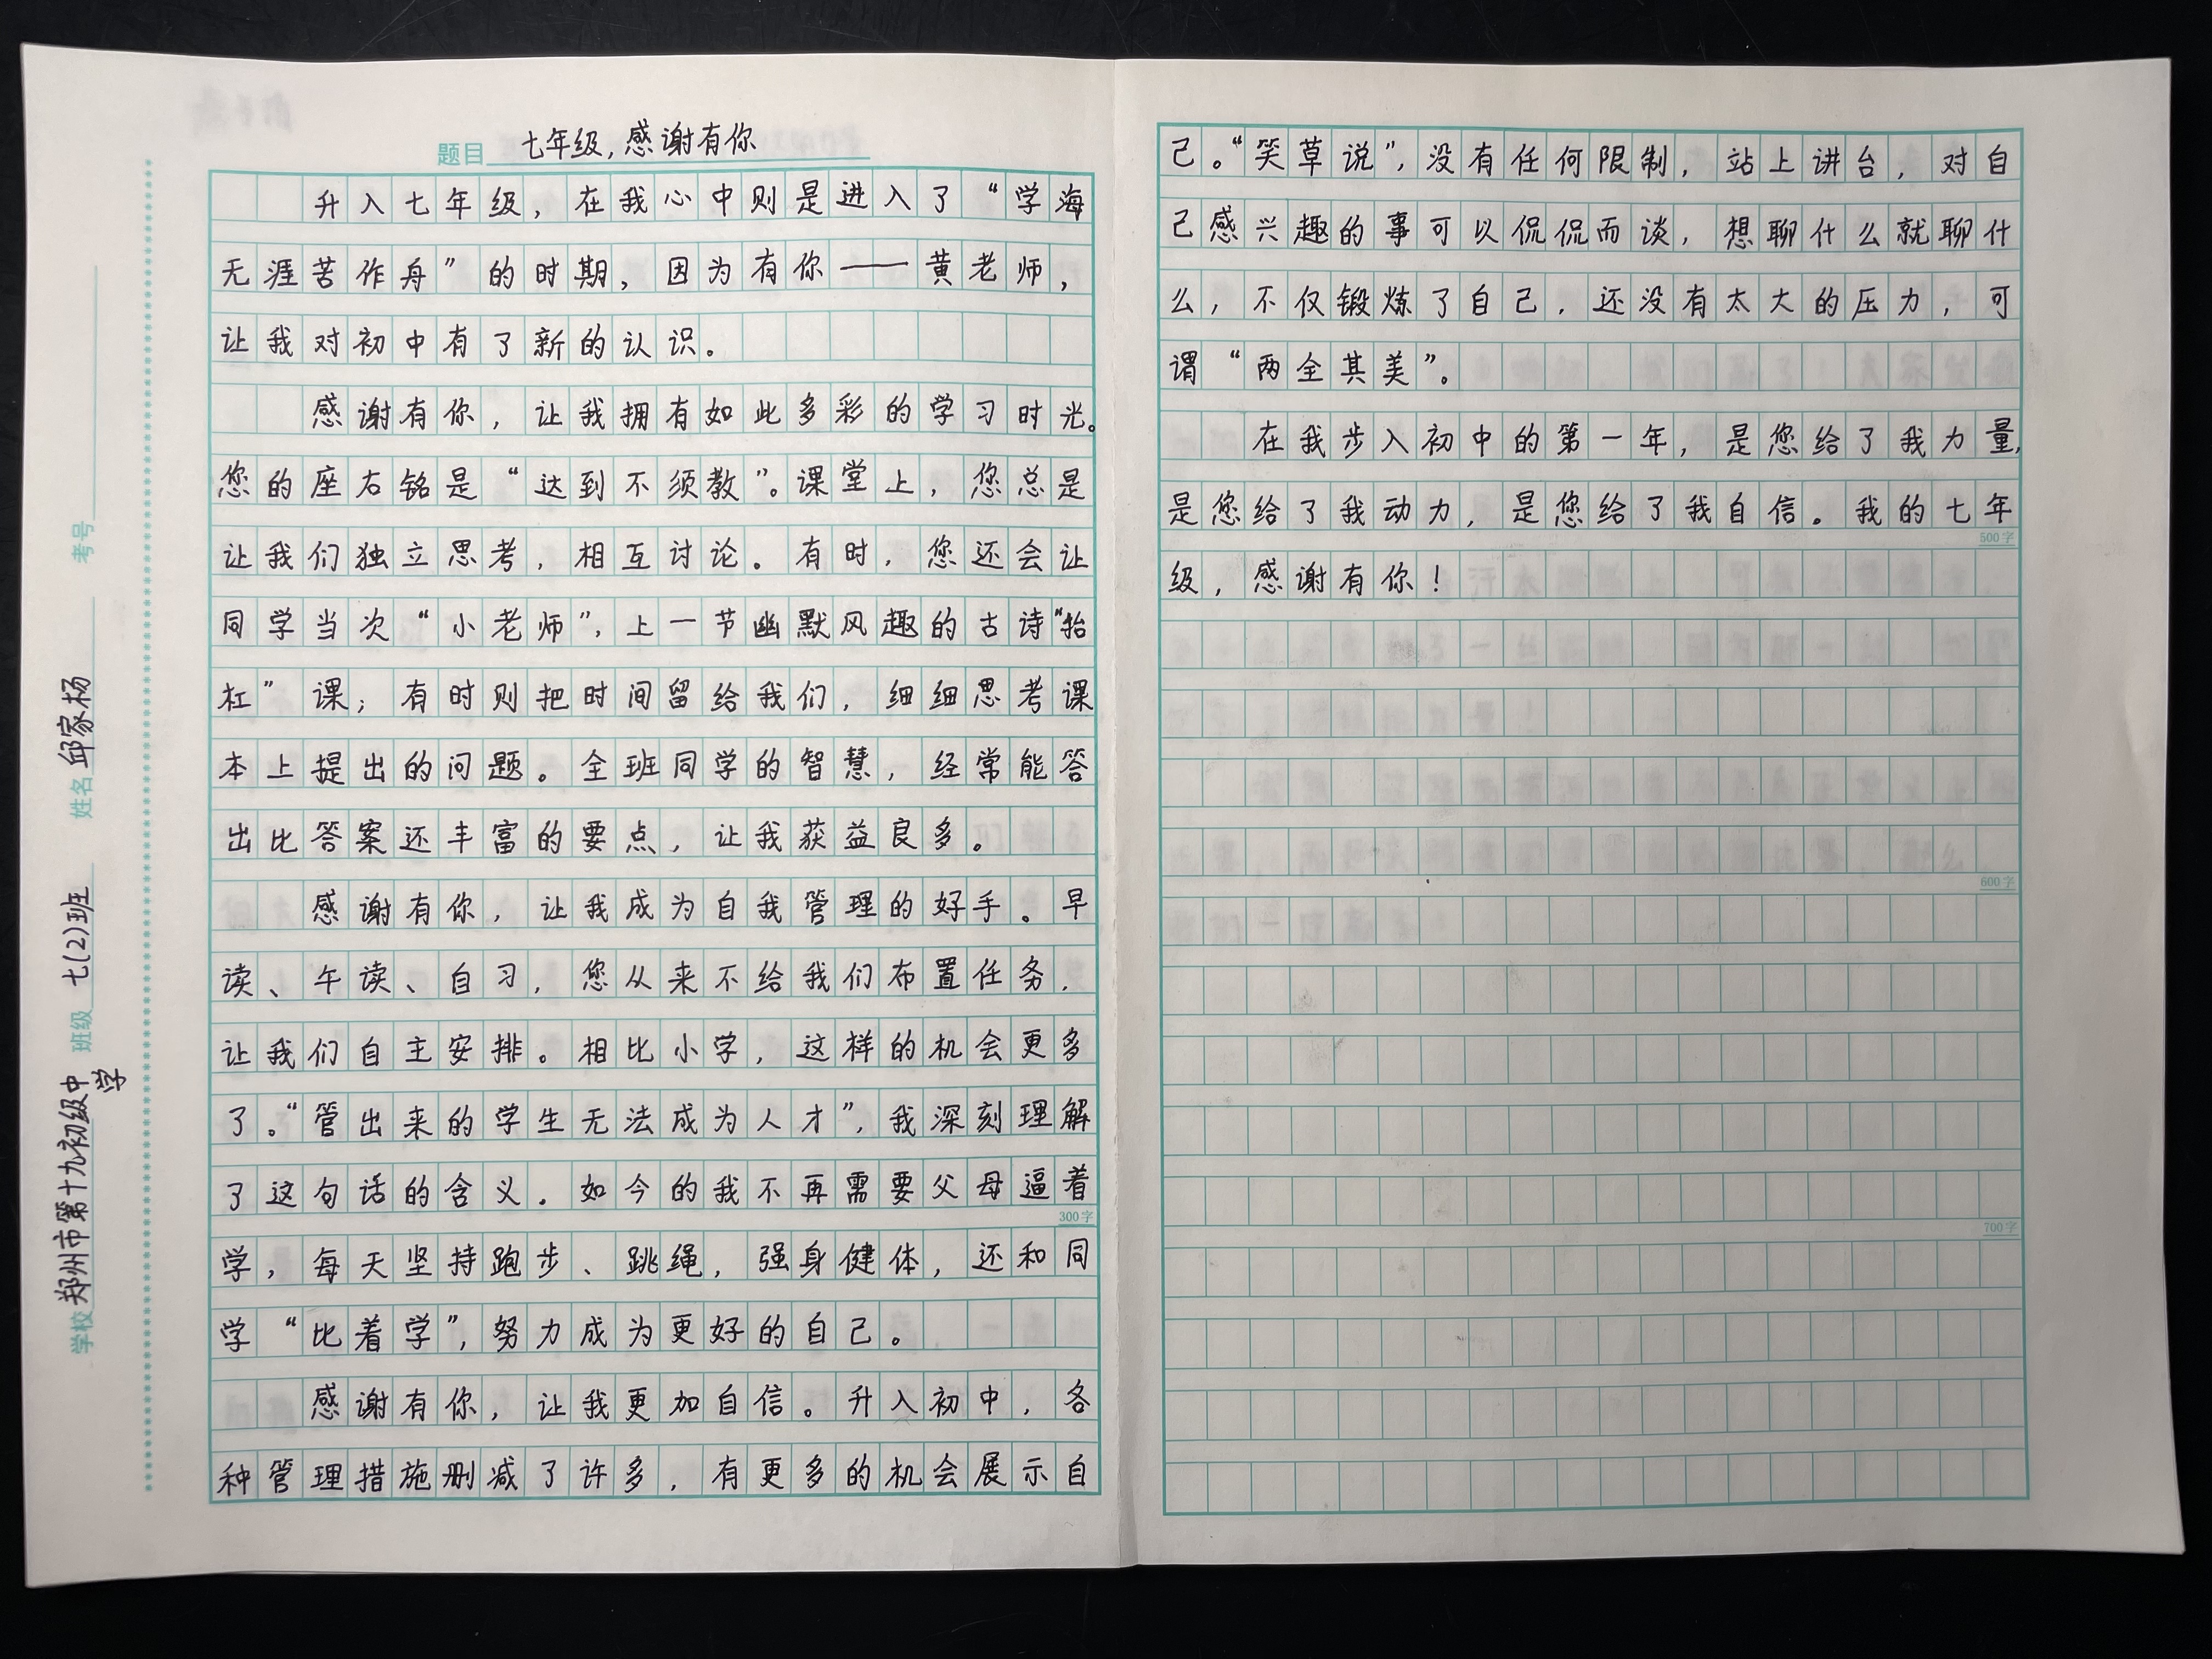 题目 七年级，感谢有你
升入七年级，在我心中则是进入了“学海
无涯苦作舟”的时期，因为有你——黄老师，
让我对初中有了新的认识。
感谢有你，让我拥有如此多彩的学习时光。
您的座右铭是“达到不须教”。课堂上，您总是
让我们独立思考，相互讨论。有时，您还会让
同学当次“小老师”，上一节幽默风趣的古诗“抬
杠”课；有时则把时间留给我们，细细思考课
本上提出的问题。全班同学的智慧，经常能答
出比答案还丰富的要点，让我获益良多。
感谢有你，让我成为自我管理的好手。早
读、午读、自习，您从来不给我们布置任务，
让我们自主安排。相比小学，这样的机会更多
了。“管出来的学生无法成为人才”，我深刻理解
了这句话的含义。如今的我不再需要父母逼着
300字
学，每天坚持跑步、跳绳，强身健体，还和同
学“比着学”，努力成为更好的自己。
感谢有你，让我更加自信。升入初中，各
种管理措施删减了许多，有更多的机会展示自
己。“笑草说”，没有任何限制，站上讲台，对自
己感兴趣的事可以侃侃而谈，想聊什么就聊什
么，不仅锻炼了自己，还没有太大的压力，可
谓“两全其美”。
在我步入初中的第一年，是您给了我力量，
是您给了我动力，是您给了我自信。我的七年
500字
级，感谢有你！
600字
700字
学校 郑州市第十九初级中学 班级 七(2)班 姓名 邱家杨 考号